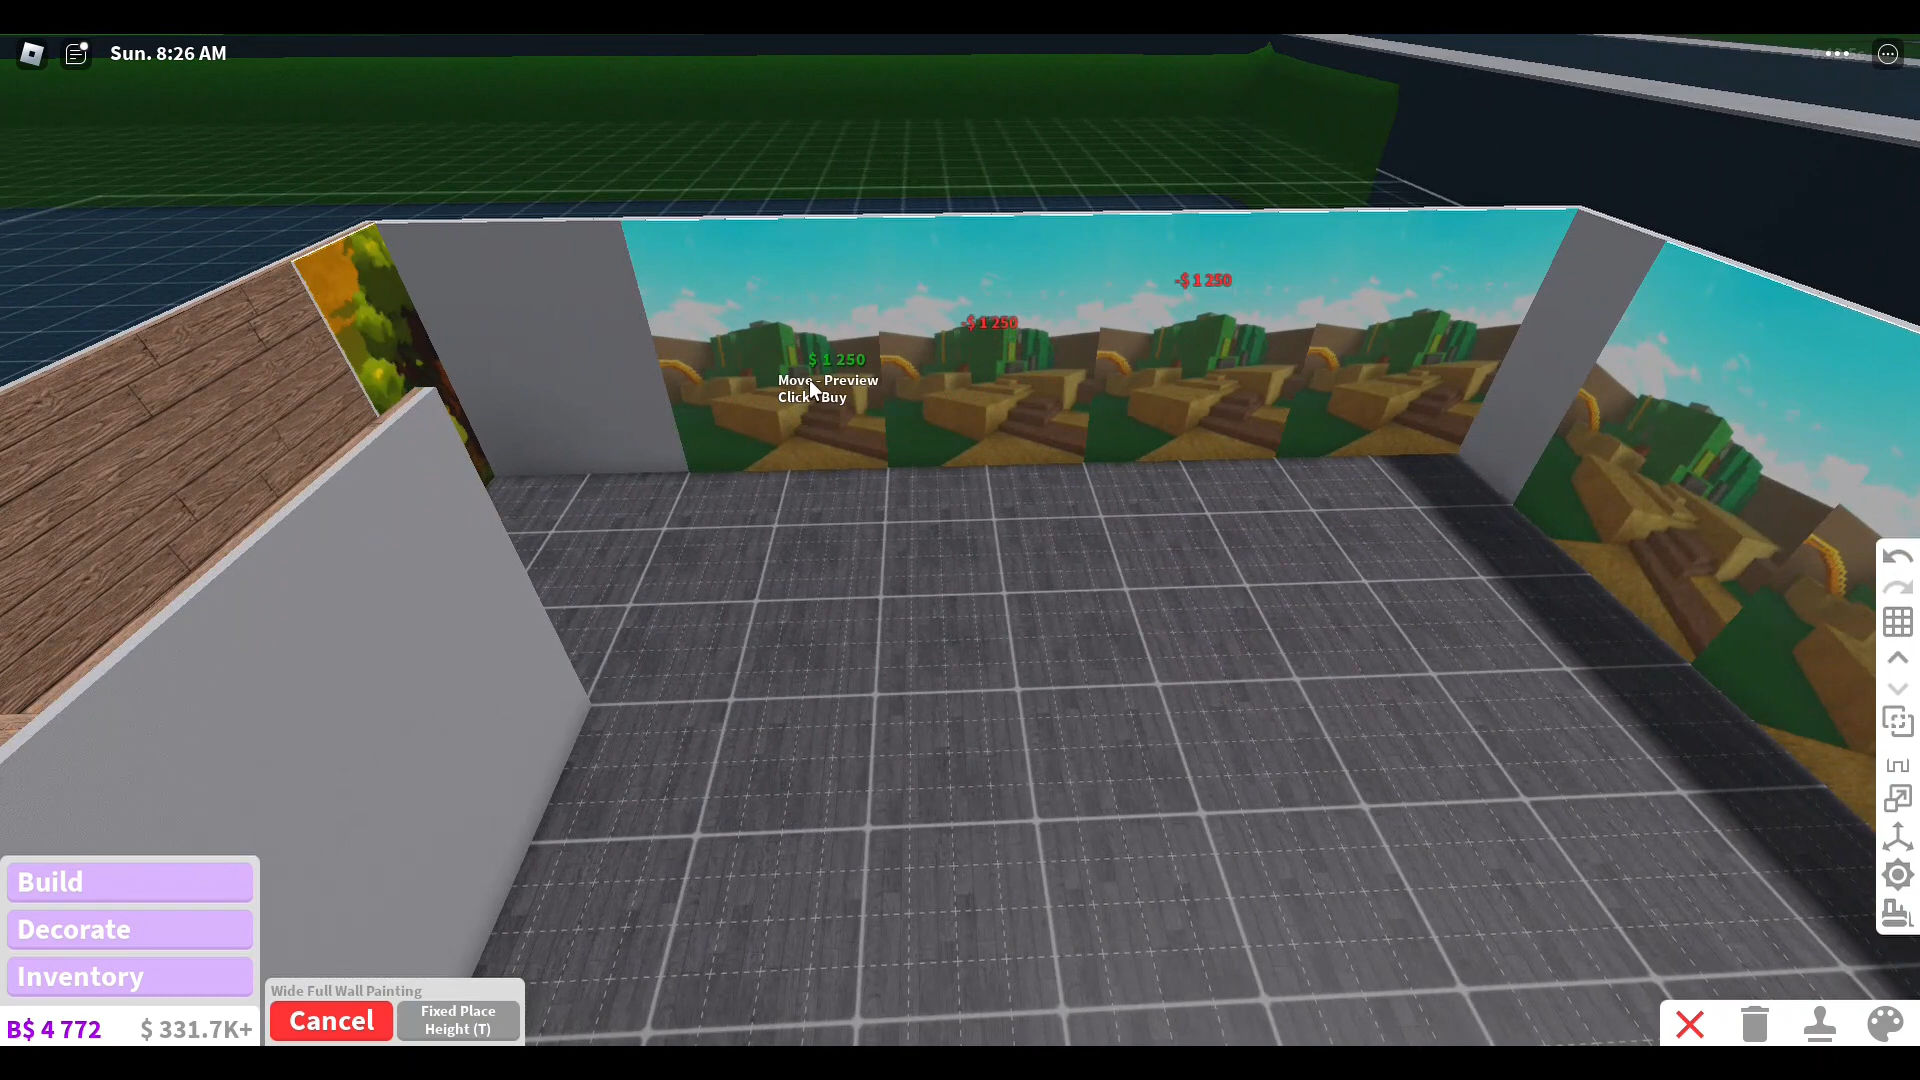 Sun. 8:26 AM
-$ 1 250
-$ 1 250
$ 1 250
Move - Preview
Click - Buy
Build
Decorate
Inventory
B$ 4 772
$ 331.7K+
Wide Full Wall Painting
Cancel
Fixed Place
Height (T)